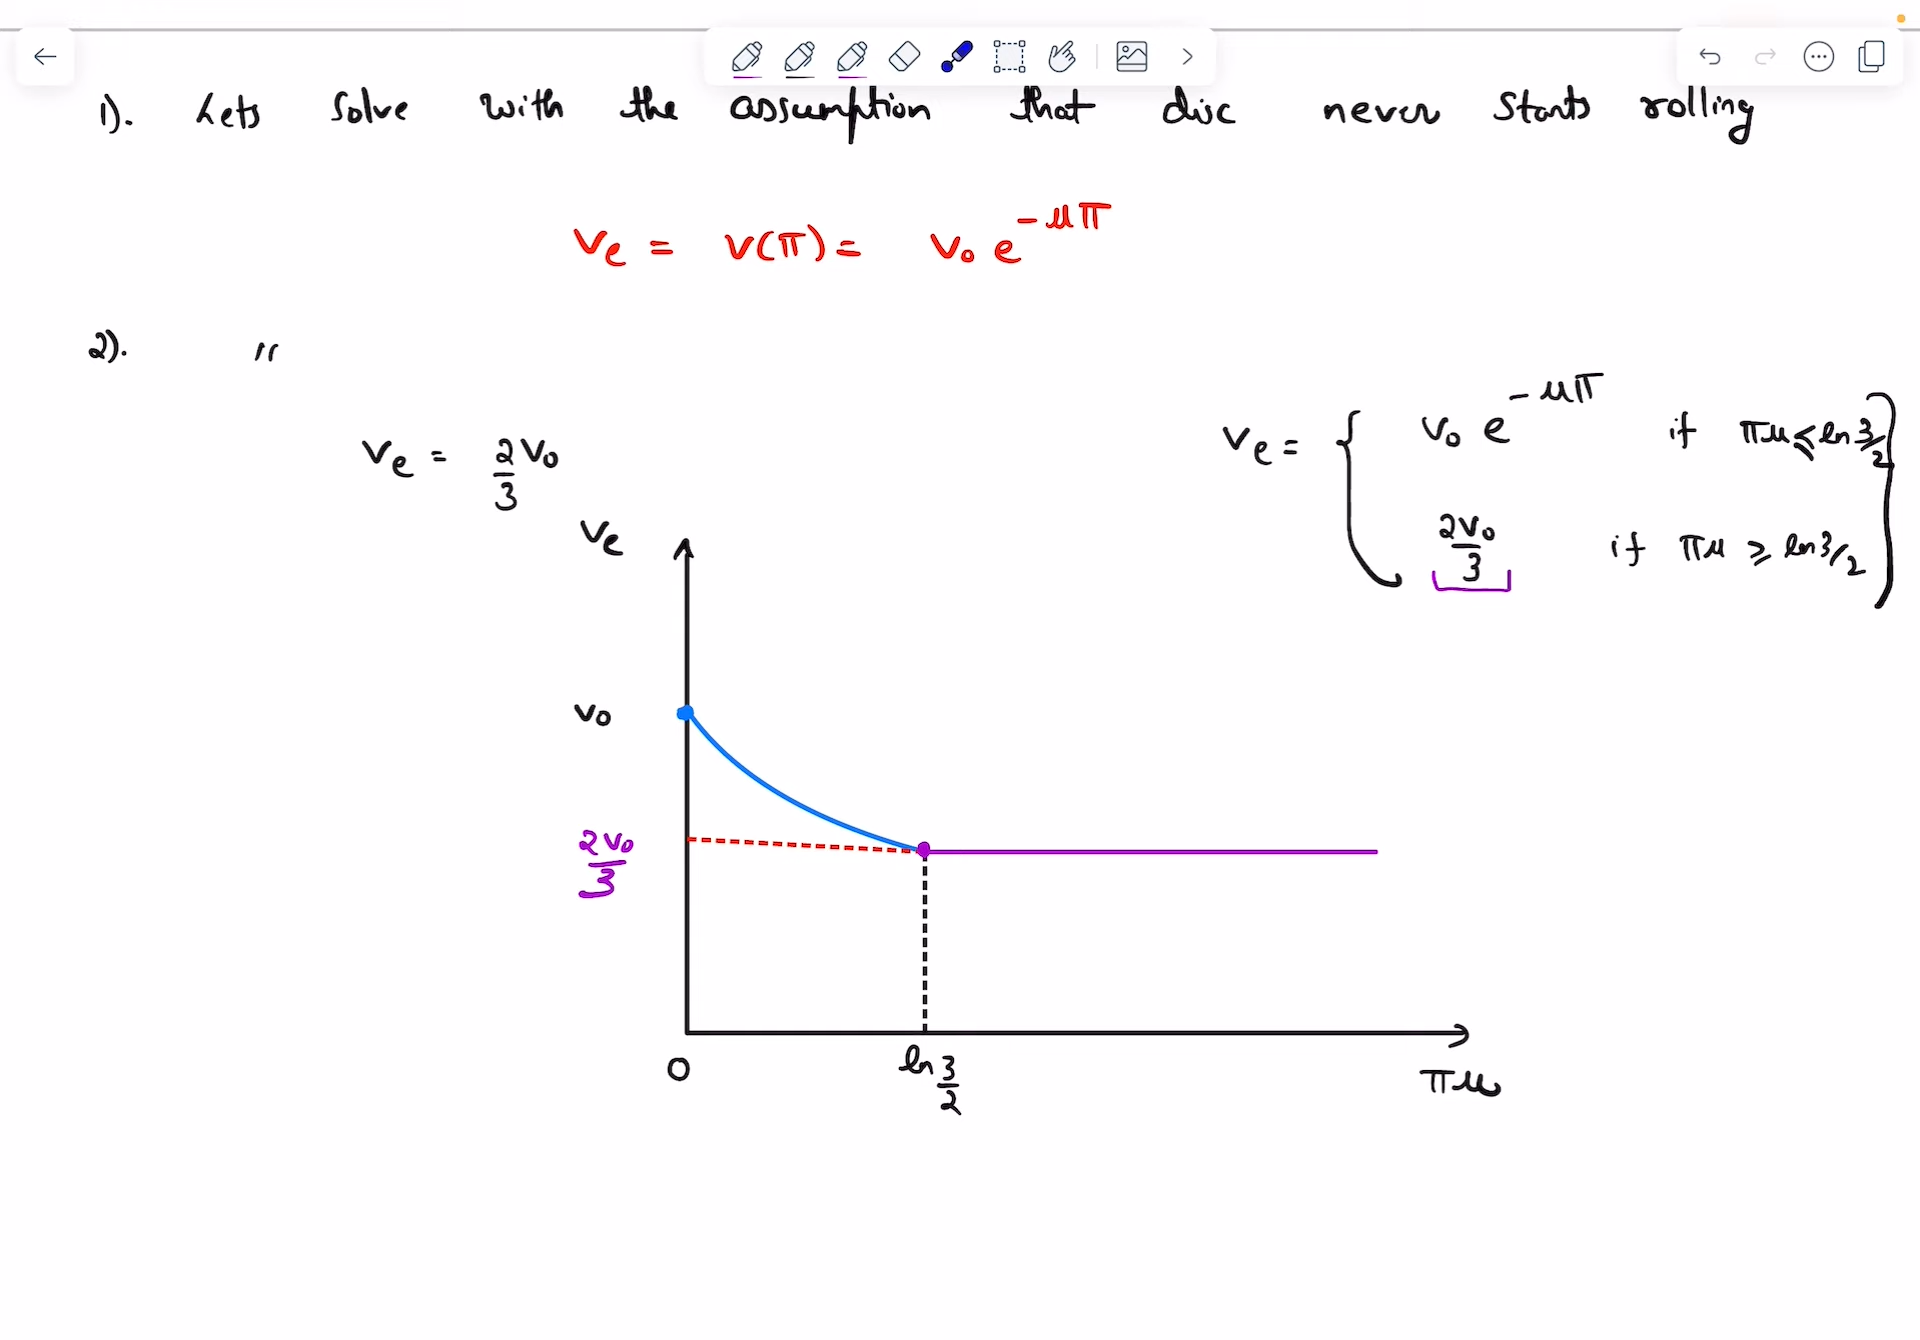 1). Lets solve with the assumption that disc never starts rolling
Ve = V(π) = V₀ e^(-μπ)
2). "
Ve = 2V₀/3
Ve = { V₀ e^(-μπ) if πμ ≤ ln 3/2
2V₀/3 if πμ ≥ ln 3/2 }
Ve
V₀
2V₀/3
0
ln 3/2
πμ